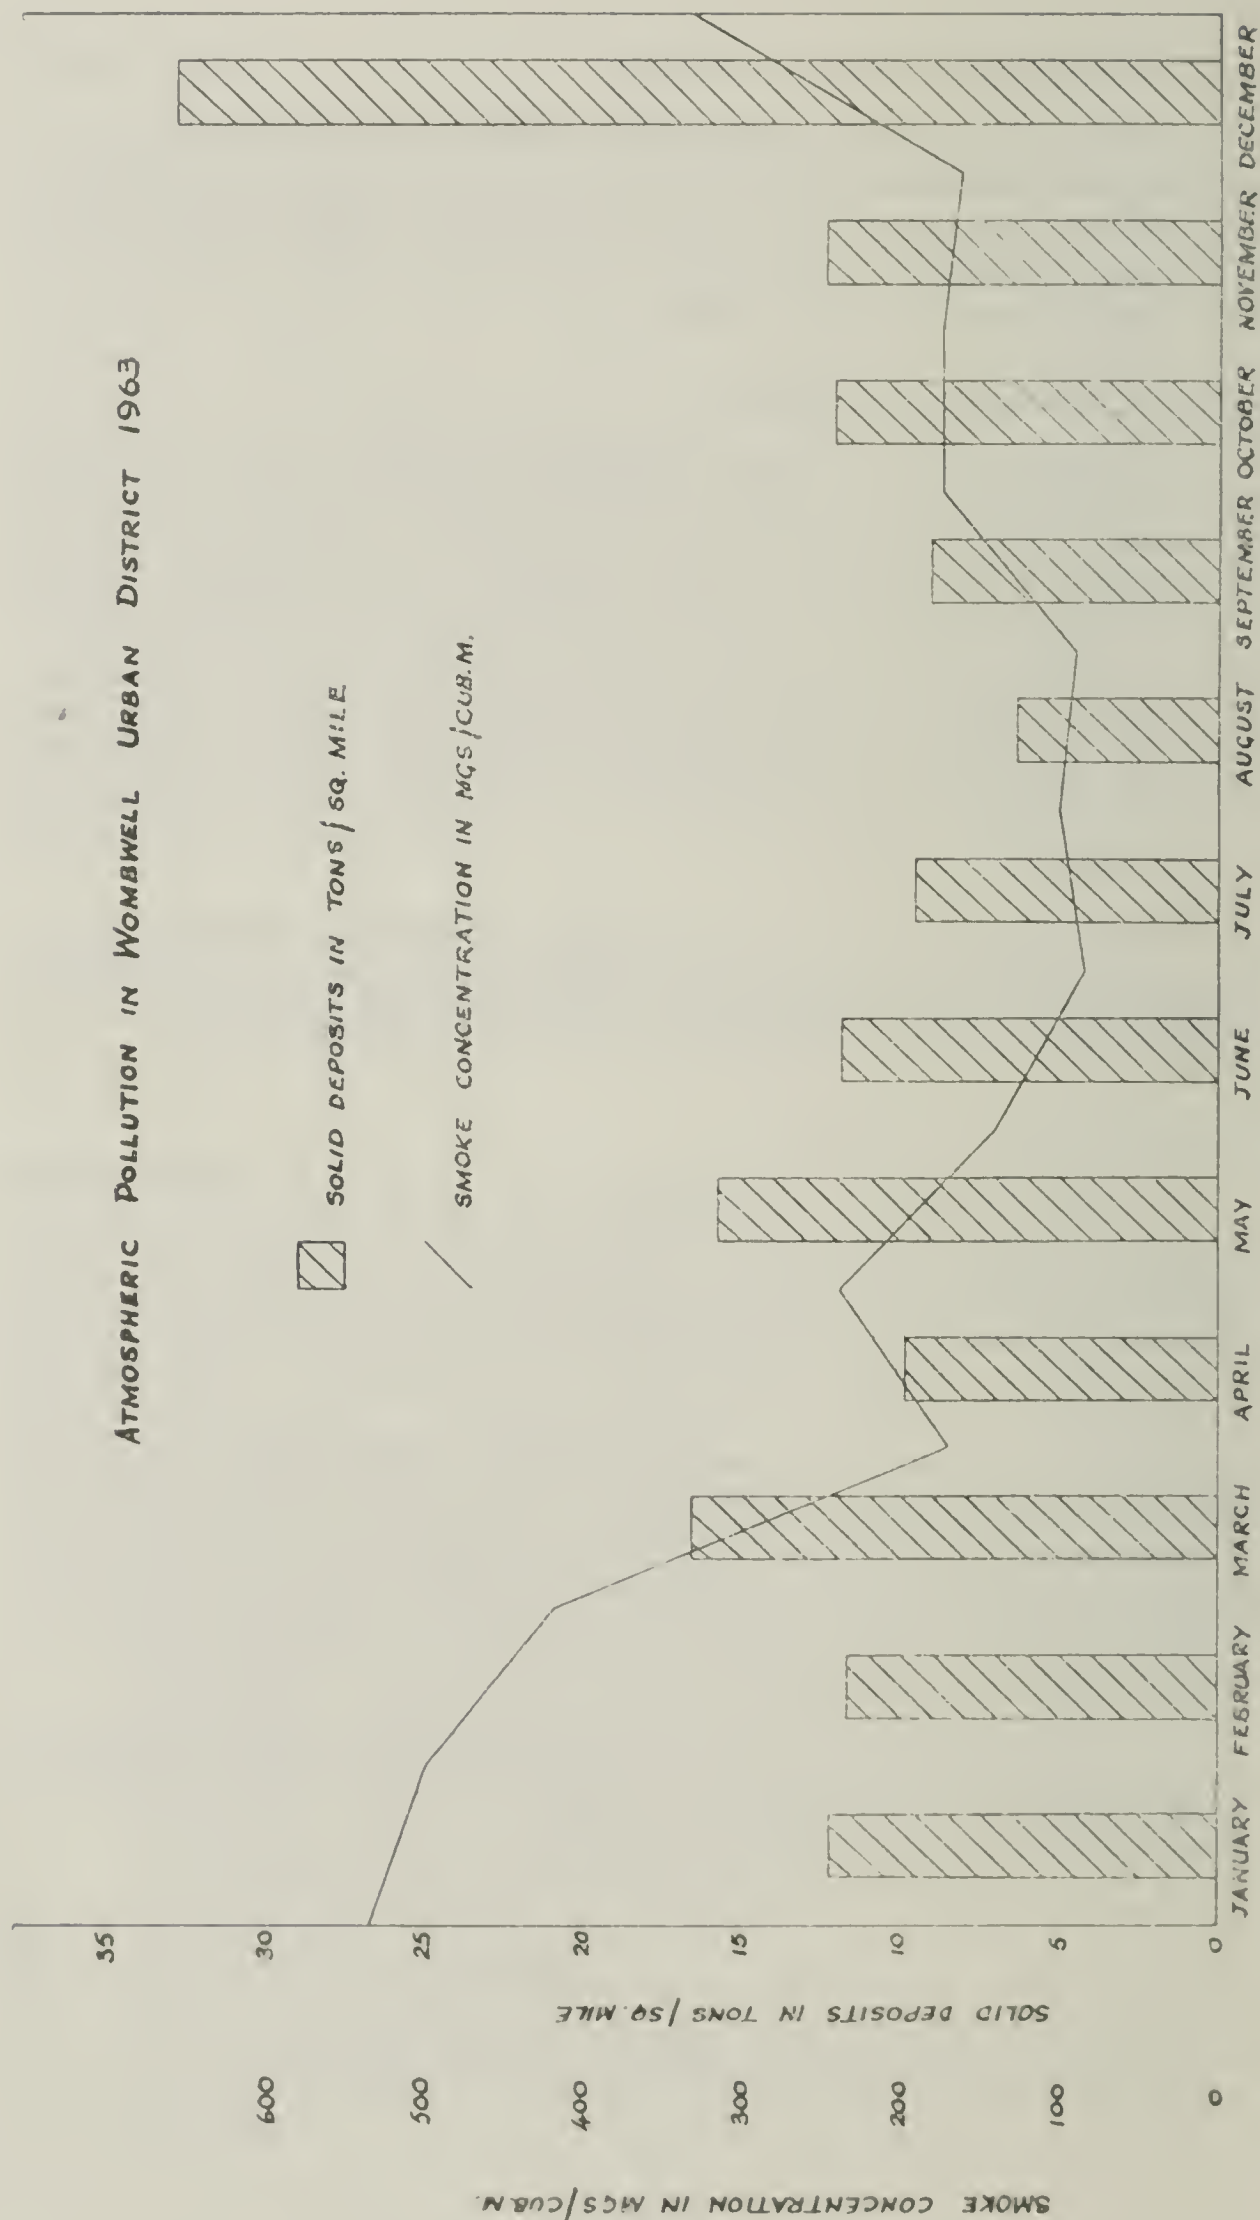 ATMOSPHERIC POLLUTION IN WOMBWELL URBAN DISTRICT 1963
SOLID DEPOSITS IN TONS/SQ. MILE
SMOKE CONCENTRATION IN MGS/CUB.M.
SMOKE CONCENTRATION IN MGS/CUB.M.
600
500
400
300
200
100
0
SOLID DEPOSITS IN TONS/SQ. MILE
35
30
25
20
15
10
5
0
JANUARY FEBRUARY MARCH APRIL MAY JUNE JULY AUGUST SEPTEMBER OCTOBER NOVEMBER DECEMBER